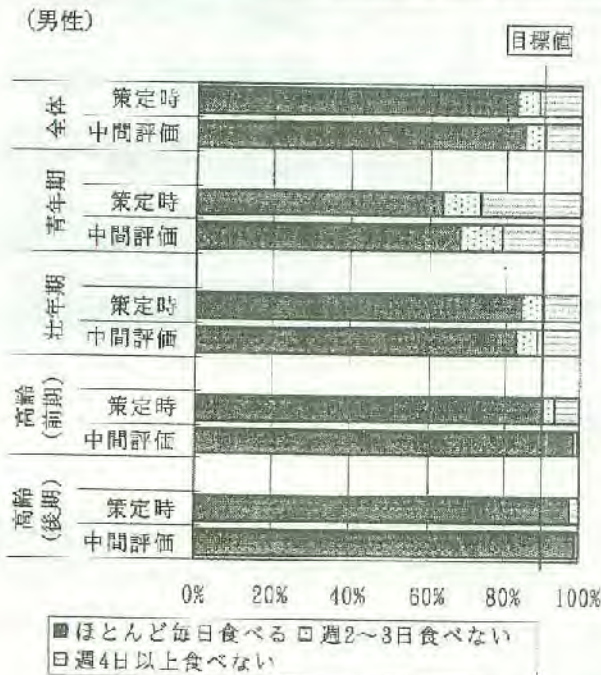 (男性)
目標値
全体
策定時
中間評価
青年期
策定時
中間評価
壮年期
策定時
中間評価
高齢
(前期)
策定時
中間評価
高齢
(後期)
策定時
中間評価
0% 20% 40% 60% 80% 100%
ほとんど毎日食べる 週2~3日食べない
週4日以上食べない